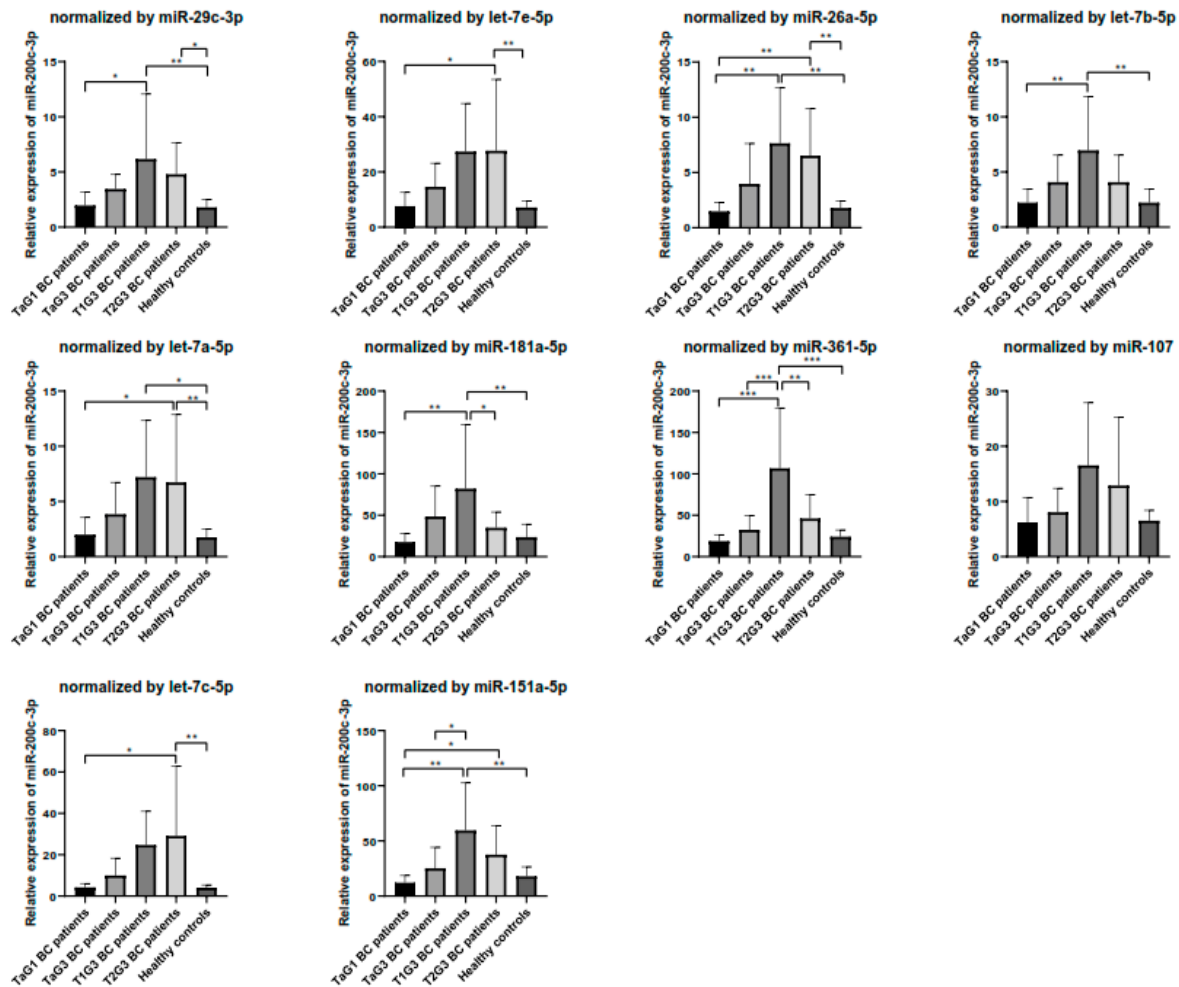 normalized by miR-29c-3p
Relative expression of miR-200c-3p
15
10
5
0
*
**
*
TaG1 BC patients
TaG3 BC patients
T1G3 BC patients
T2G3 BC patients
Healthy controls
normalized by let-7e-5p
Relative expression of miR-200c-3p
60
40
20
0
*
**
TaG1 BC patients
TaG3 BC patients
T1G3 BC patients
T2G3 BC patients
Healthy controls
normalized by miR-26a-5p
Relative expression of miR-200c-3p
15
10
5
0
**
**
**
**
TaG1 BC patients
TaG3 BC patients
T1G3 BC patients
T2G3 BC patients
Healthy controls
normalized by let-7b-5p
Relative expression of miR-200c-3p
15
10
5
0
**
**
TaG1 BC patients
TaG3 BC patients
T1G3 BC patients
T2G3 BC patients
Healthy controls
normalized by let-7a-5p
Relative expression of miR-200c-3p
15
10
5
0
*
*
**
TaG1 BC patients
TaG3 BC patients
T1G3 BC patients
T2G3 BC patients
Healthy controls
normalized by miR-181a-5p
Relative expression of miR-200c-3p
200
150
100
50
0
**
**
*
TaG1 BC patients
TaG3 BC patients
T1G3 BC patients
T2G3 BC patients
Healthy controls
normalized by miR-361-5p
Relative expression of miR-200c-3p
200
150
100
50
0
***
***
**
***
TaG1 BC patients
TaG3 BC patients
T1G3 BC patients
T2G3 BC patients
Healthy controls
normalized by miR-107
Relative expression of miR-200c-3p
30
20
10
0
TaG1 BC patients
TaG3 BC patients
T1G3 BC patients
T2G3 BC patients
Healthy controls
normalized by let-7c-5p
Relative expression of miR-200c-3p
80
60
40
20
0
*
**
TaG1 BC patients
TaG3 BC patients
T1G3 BC patients
T2G3 BC patients
Healthy controls
normalized by miR-151a-5p
Relative expression of miR-200c-3p
150
100
50
0
*
*
**
**
TaG1 BC patients
TaG3 BC patients
T1G3 BC patients
T2G3 BC patients
Healthy controls